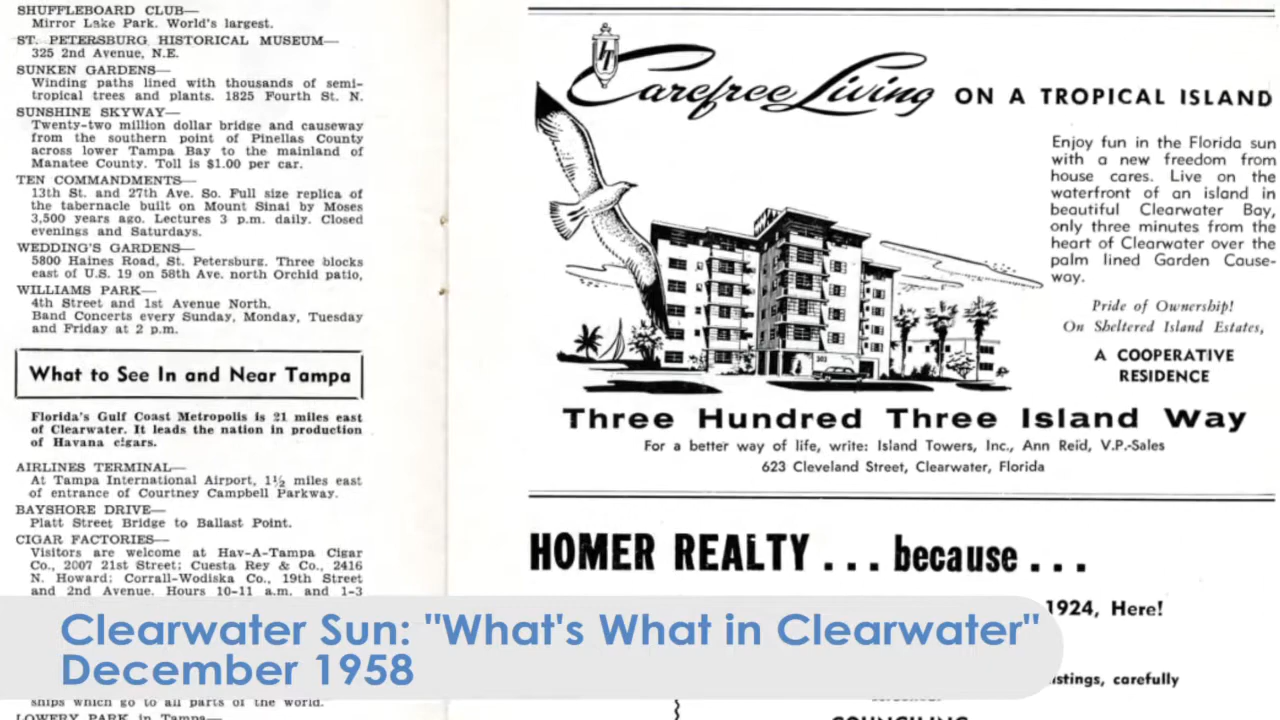 SHUFFLEBOARD CLUB—
Mirror Lake Park. World's largest.
ST. PETERSBURG HISTORICAL MUSEUM—
325 2nd Avenue, N.E.
SUNKEN GARDENS—
Winding paths lined with thousands of semi-
tropical trees and plants. 1825 Fourth St. N.
SUNSHINE SKYWAY—
Twenty-two million dollar bridge and causeway
from the southern point of Pinellas County
across lower Tampa Bay to the mainland of
Manatee County. Toll is $1.00 per car.
TEN COMMANDMENTS—
13th St. and 27th Ave. So. Full size replica of
the tabernacle built on Mount Sinai by Moses
3,500 years ago. Lectures 3 p.m. daily. Closed
evenings and Saturdays.
WEDDING'S GARDENS—
5800 Haines Road, St. Petersburg. Three blocks
east of U.S. 19 on 58th Ave. north Orchid patio,
WILLIAMS PARK—
4th Street and 1st Avenue North.
Band Concerts every Sunday, Monday, Tuesday
and Friday at 2 p.m.
What to See In and Near Tampa
Florida's Gulf Coast Metropolis is 21 miles east
of Clearwater. It leads the nation in production
of Havana cigars.
AIRLINES TERMINAL—
At Tampa International Airport, 1½ miles east
of entrance of Courtney Campbell Parkway.
BAYSHORE DRIVE—
Platt Street Bridge to Ballast Point.
CIGAR FACTORIES—
Visitors are welcome at Hav-A-Tampa Cigar
Co., 2007 21st Street; Cuesta Rey & Co., 2416
N. Howard; Corrall-Wodiska Co., 19th Street
and 2nd Avenue. Hours 10-11 a.m. and 1-3
ships which go to all parts of the world.
LOWERY PARK in Tampa—
IT
Carefree Living ON A TROPICAL ISLAND
Enjoy fun in the Florida sun
with a new freedom from
house cares. Live on the
waterfront of an island in
beautiful Clearwater Bay,
only three minutes from the
heart of Clearwater over the
palm lined Garden Cause-
way.
Pride of Ownership!
On Sheltered Island Estates,
A COOPERATIVE
RESIDENCE
303
Three Hundred Three Island Way
For a better way of life, write: Island Towers, Inc., Ann Reid, V.P.-Sales
623 Cleveland Street, Clearwater, Florida
HOMER REALTY . . . because . . .
1924, Here!
istings, carefully
COUNCILING
Clearwater Sun: "What's What in Clearwater"
December 1958